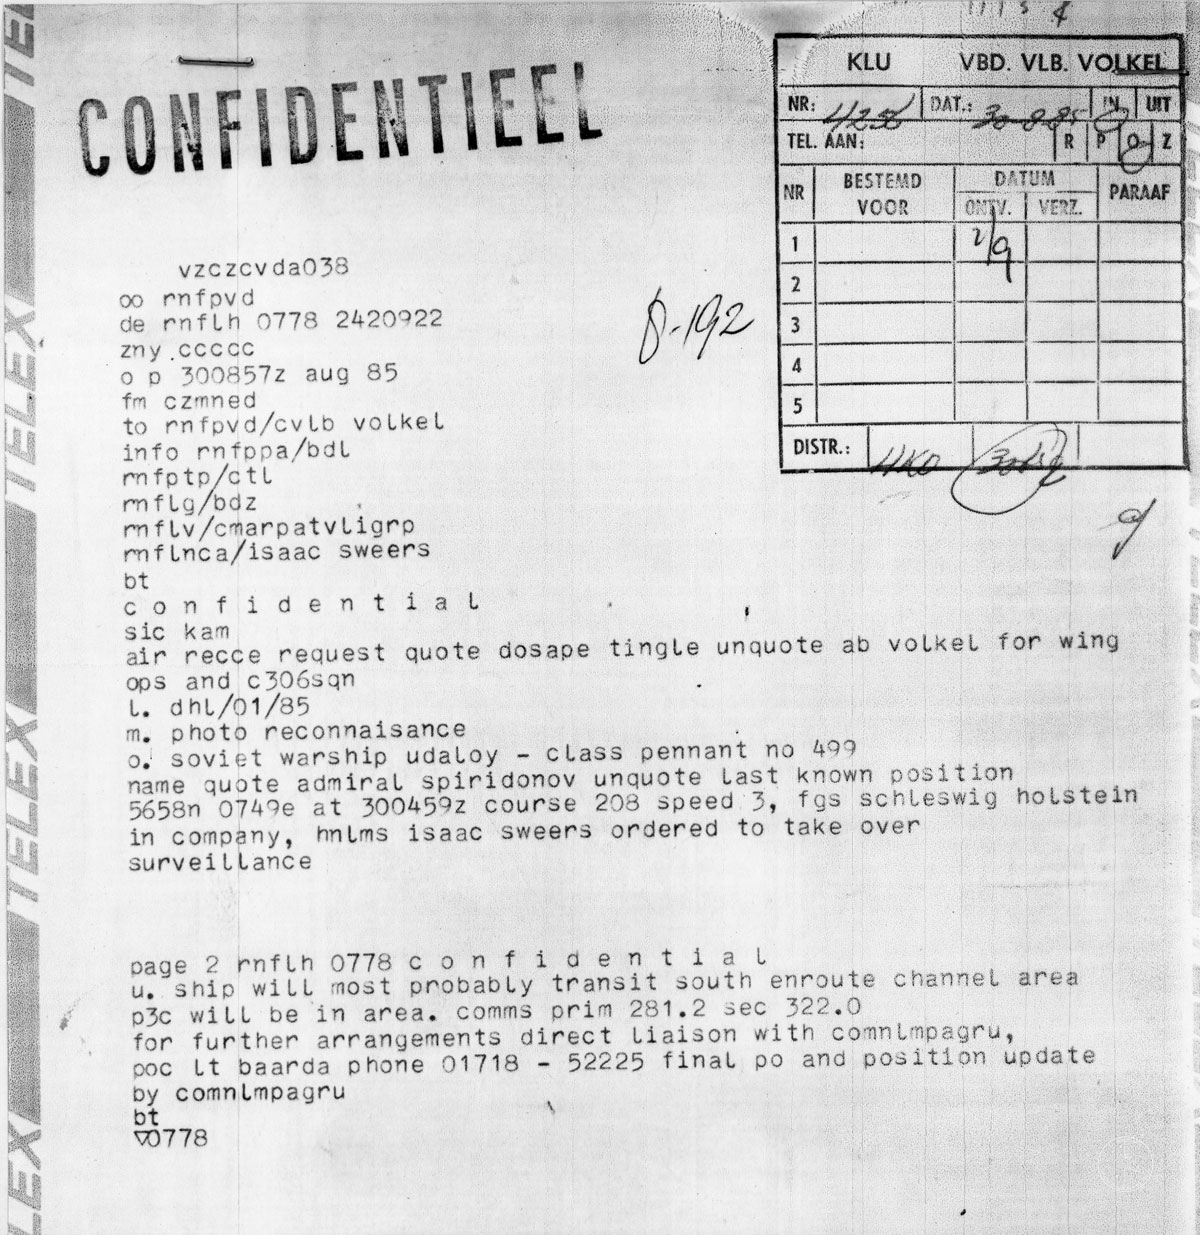 TELEX
TELEX
TELEX
CONFIDENTIEEL
KLU VBD. VLB. VOLKEL
NR: 4256 DAT.: 30-8-85 IN UIT
TEL. AAN: R P O Z
NR BESTEMD VOOR DATUM ONTV. VERZ. PARAAF
1 2/9
2
3
4
5
DISTR.:
8-192
vzczcvda038
oo rnfpvd
de rnflh 0778 2420922
zny ccccc
o p 300857z aug 85
fm czmned
to rnfpvd/cvlb volkel
info rnfppa/bdl
rnfptp/ctl
rnflg/bdz
rnflv/cmarpatvligrp
rnflnca/isaac sweers
bt
c o n f i d e n t i a l
sic kam
air recce request quote dosape tingle unquote ab volkel for wing
ops and c306sqn
l. dhl/01/85
m. photo reconnaisance
o. soviet warship udaloy - class pennant no 499
name quote admiral spiridonov unquote last known position
5658n 0749e at 300459z course 208 speed 3, fgs schleswig holstein
in company, hnlms isaac sweers ordered to take over
surveillance
page 2 rnflh 0778 c o n f i d e n t i a l
u. ship will most probably transit south enroute channel area
p3c will be in area. comms prim 281.2 sec 322.0
for further arrangements direct liaison with comnlmpagru,
poc lt baarda phone 01718 - 52225 final po and position update
by comnlmpagru
bt
0778